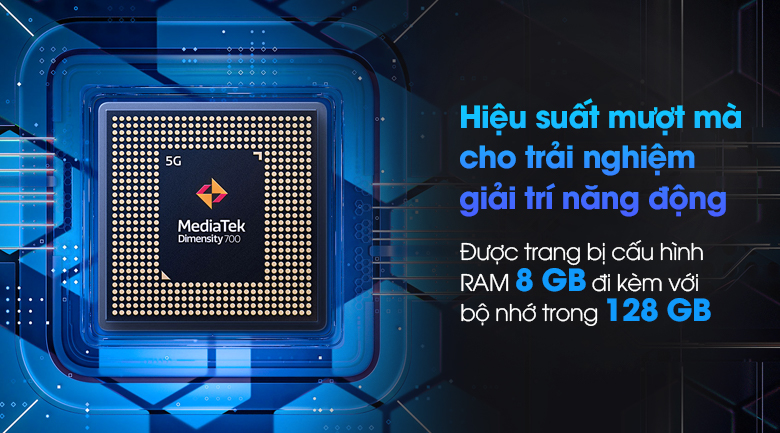 5G
MediaTek
Dimensity 700
Hiệu suất mượt mà
cho trải nghiệm
giải trí năng động
Được trang bị cấu hình
RAM 8 GB đi kèm với
bộ nhớ trong 128 GB